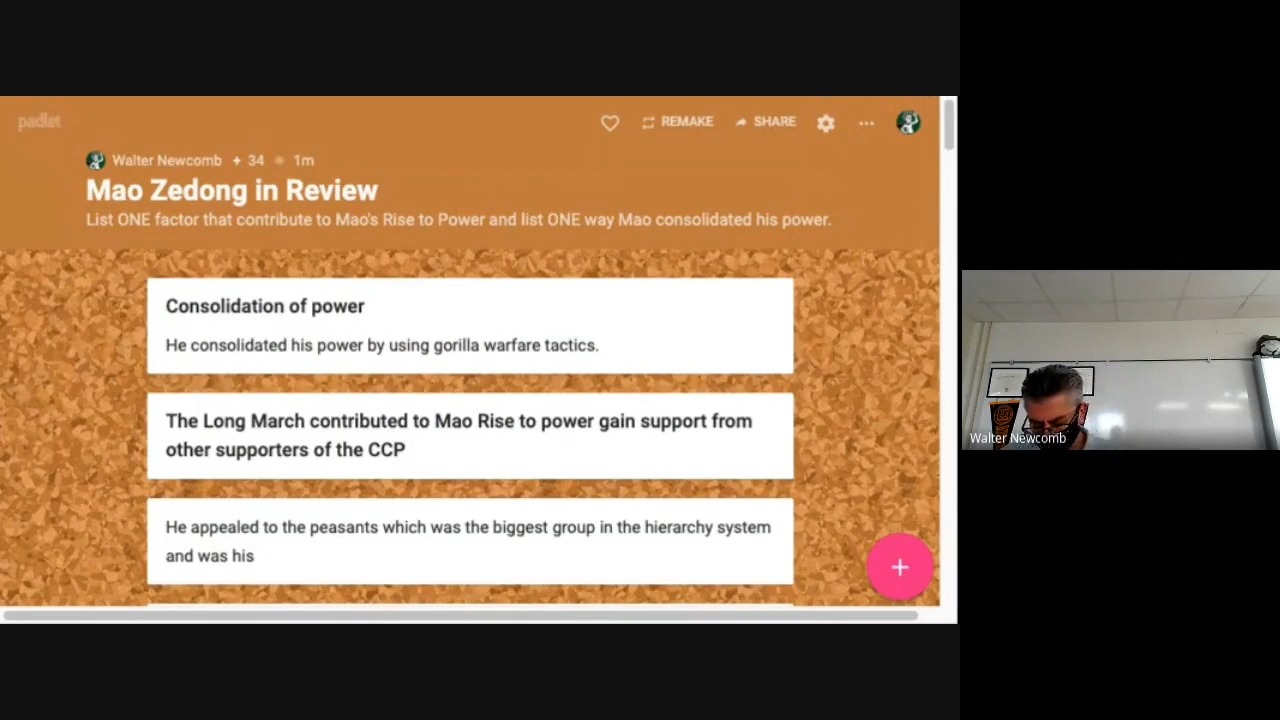 padlet
REMAKE
SHARE
Walter Newcomb + 34 1m
Mao Zedong in Review
List ONE factor that contribute to Mao's Rise to Power and list ONE way Mao consolidated his power.
Consolidation of power
He consolidated his power by using gorilla warfare tactics.
The Long March contributed to Mao Rise to power gain support from
other supporters of the CCP
He appealed to the peasants which was the biggest group in the hierarchy system
and was his
Walter Newcomb